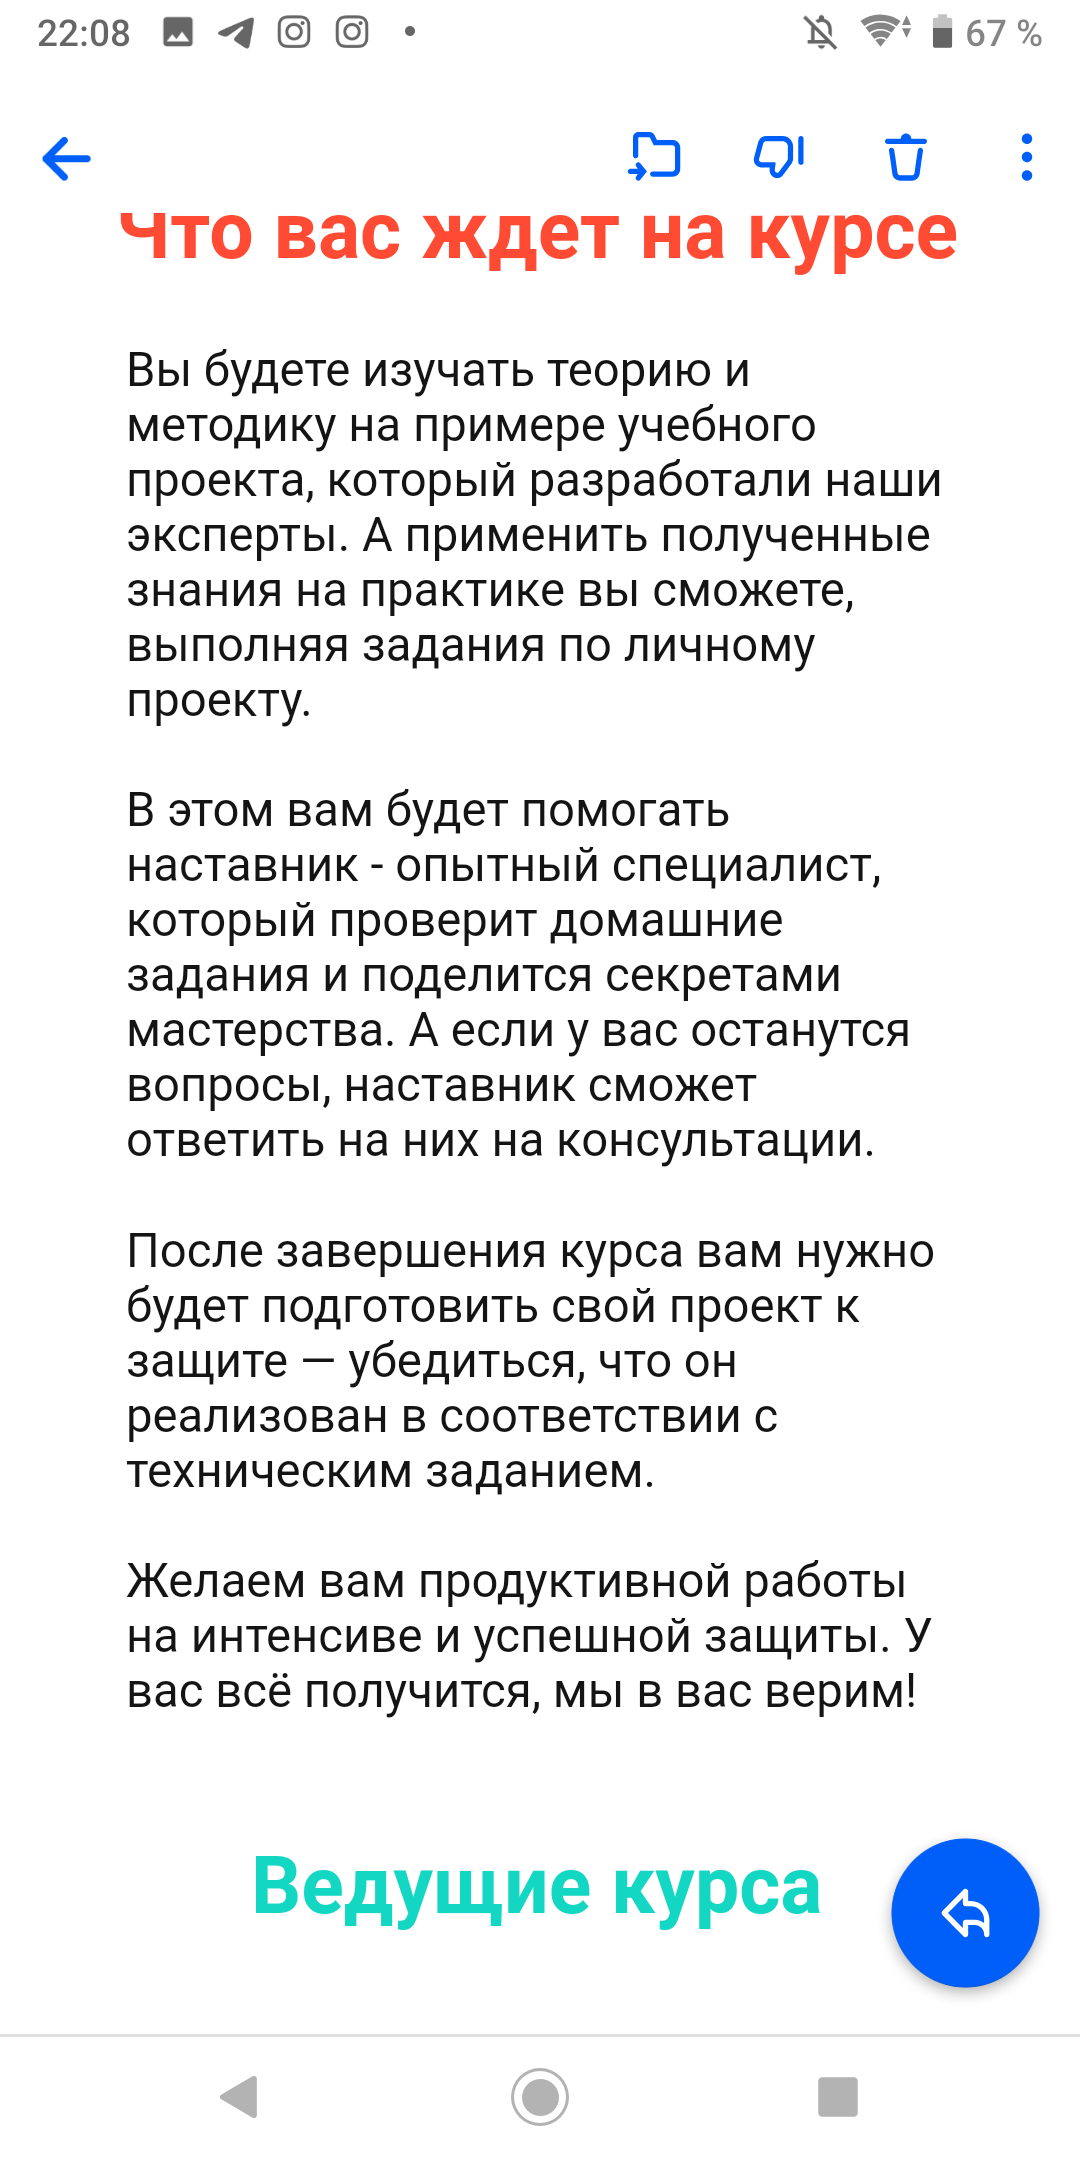 22:08
67 %
Что вас ждет на курсе
Вы будете изучать теорию и
методику на примере учебного
проекта, который разработали наши
эксперты. А применить полученные
знания на практике вы сможете,
выполняя задания по личному
проекту.
В этом вам будет помогать
наставник - опытный специалист,
который проверит домашние
задания и поделится секретами
мастерства. А если у вас останутся
вопросы, наставник сможет
ответить на них на консультации.
После завершения курса вам нужно
будет подготовить свой проект к
защите — убедиться, что он
реализован в соответствии с
техническим заданием.
Желаем вам продуктивной работы
на интенсиве и успешной защиты. У
вас всё получится, мы в вас верим!
Ведущие курса